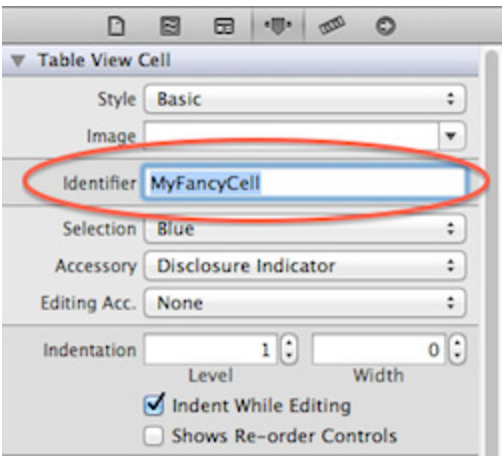 Table View Cell
Style Basic
Image
Identifier MyFancyCell
Selection Blue
Accessory Disclosure Indicator
Editing Acc. None
Indentation 1 0
Level Width
Indent While Editing
Shows Re-order Controls